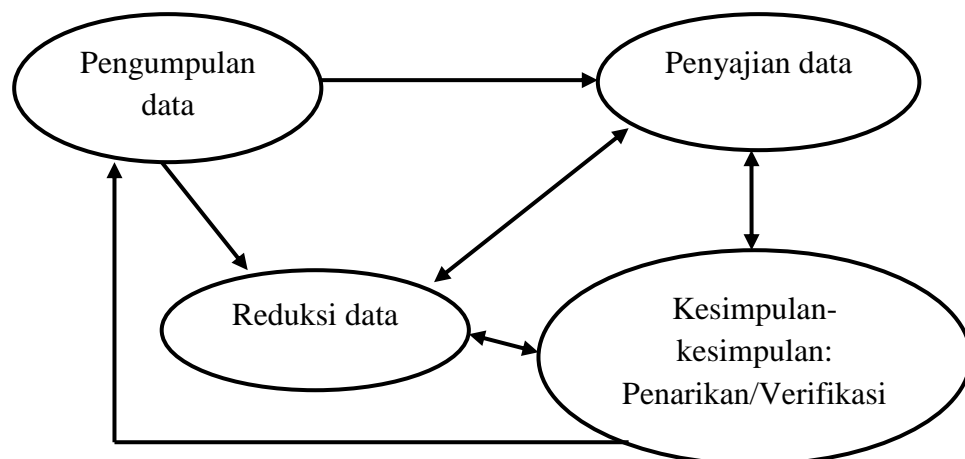 Pengumpulan
data
Penyajian data
Reduksi data
Kesimpulan-
kesimpulan:
Penarikan/Verifikasi